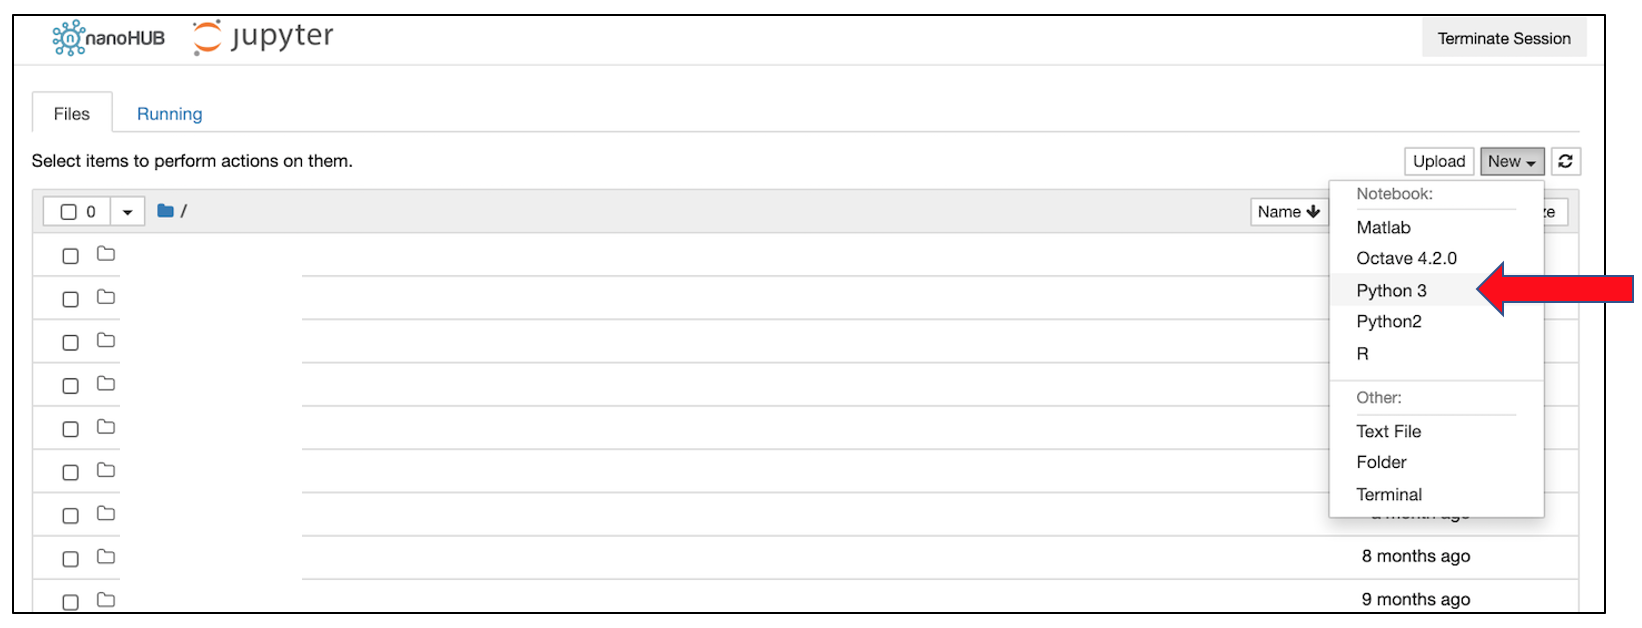 nanoHUB jupyter Terminate Session
Files Running
Select items to perform actions on them. Upload New
0 / Name
Notebook:
Matlab
Octave 4.2.0
Python 3
Python2
R
Other:
Text File
Folder
Terminal
8 months ago
9 months ago